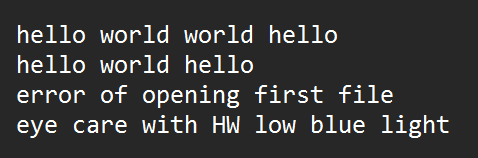 hello world world hello
hello world hello
error of opening first file
eye care with HW low blue light